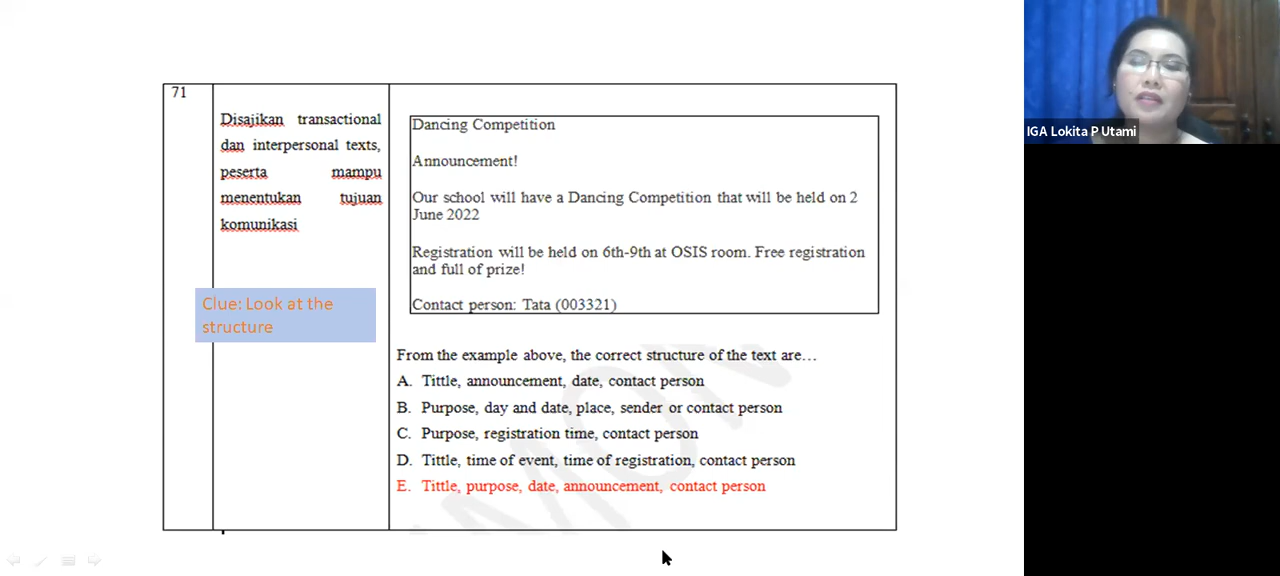 71
Disajikan transactional
dan interpersonal texts,
peserta mampu
menentukan tujuan
komunikasi
Clue: Look at the
structure
Dancing Competition
Announcement!
Our school will have a Dancing Competition that will be held on 2
June 2022
Registration will be held on 6th-9th at OSIS room. Free registration
and full of prize!
Contact person: Tata (003321)
From the example above, the correct structure of the text are…
A. Tittle, announcement, date, contact person
B. Purpose, day and date, place, sender or contact person
C. Purpose, registration time, contact person
D. Tittle, time of event, time of registration, contact person
E. Tittle, purpose, date, announcement, contact person
IGA Lokita P Utami